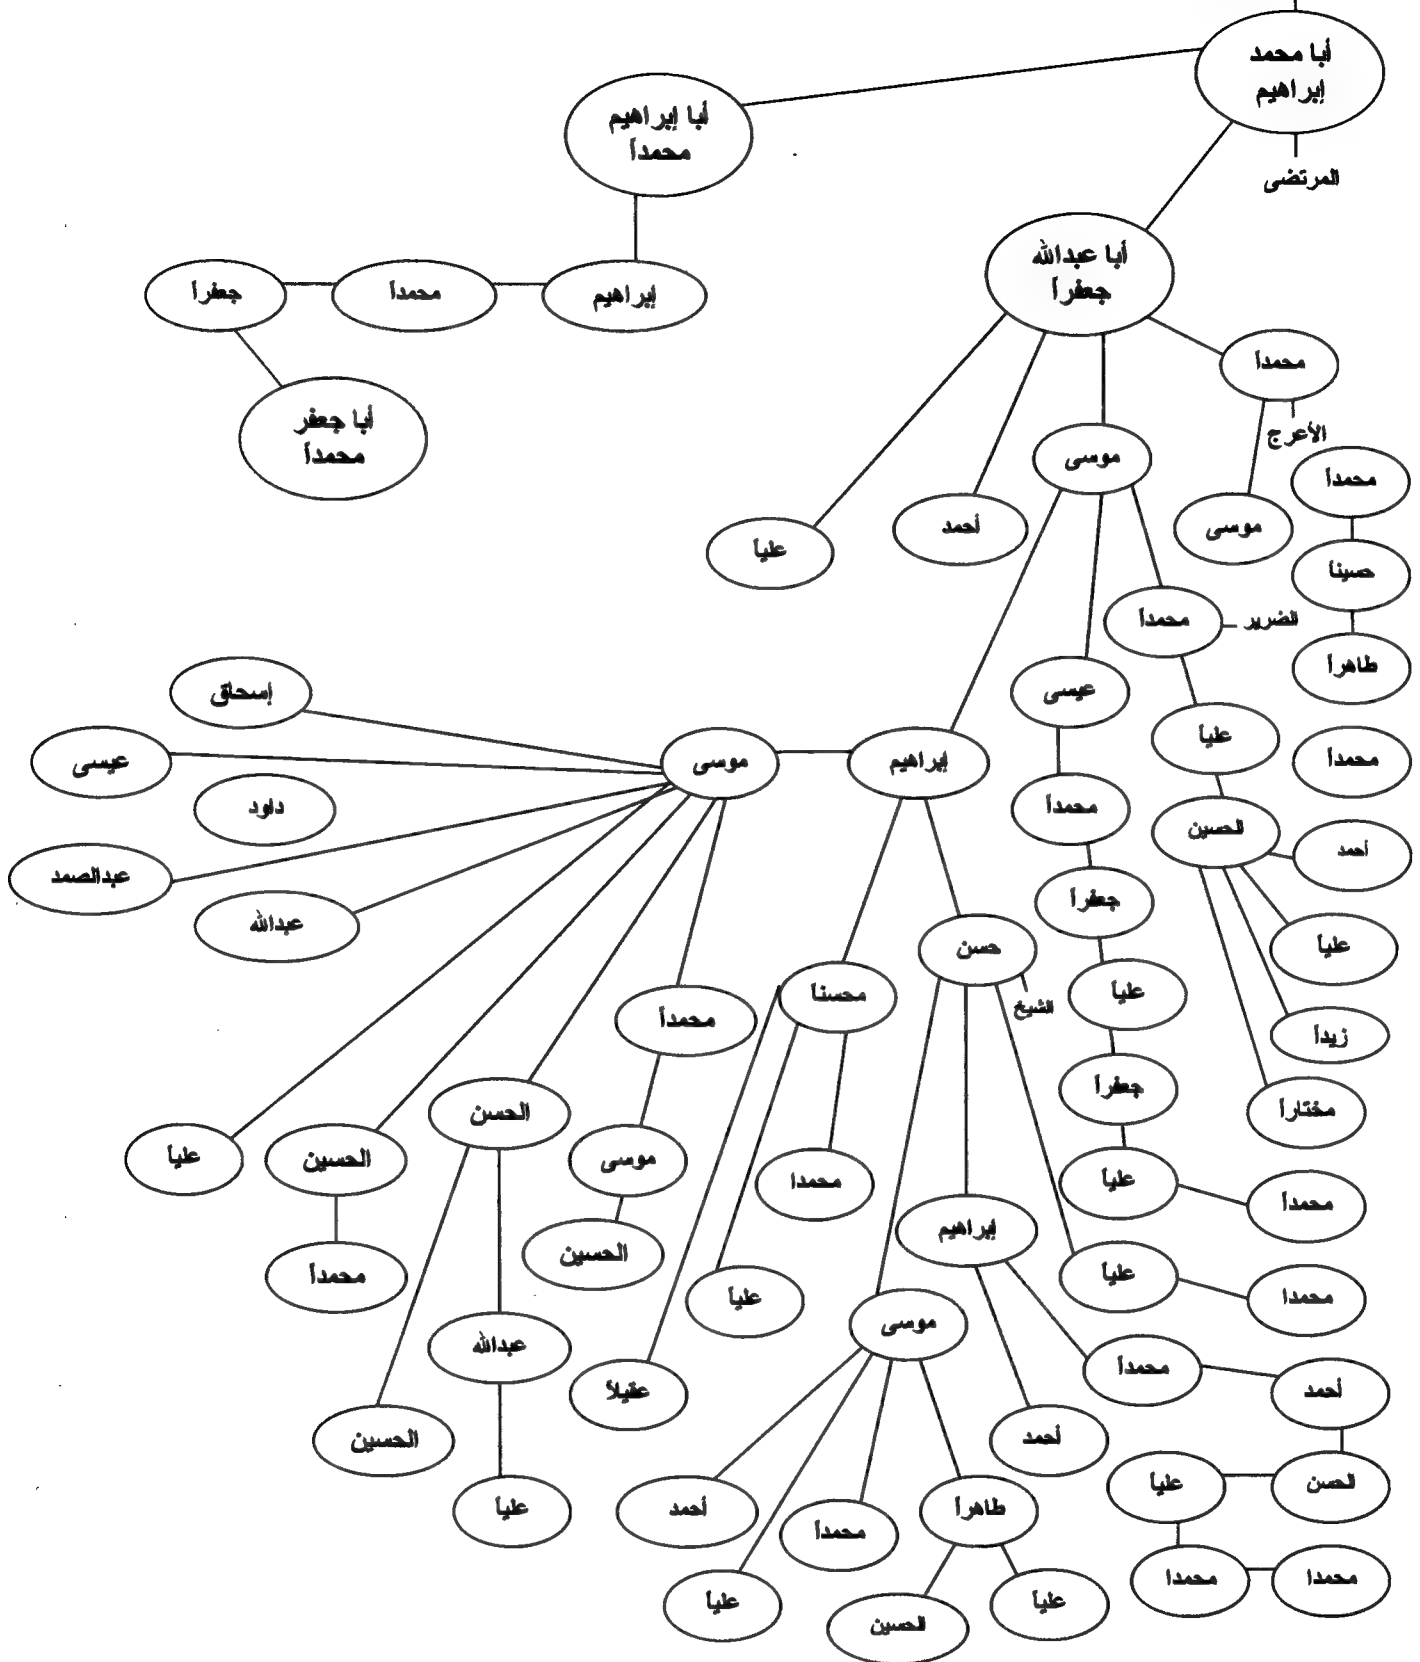 أبا محمد
إبراهيم
المرتضى
أبا إبراهيم
محمداً
أبا عبدالله
جعفراً
إبراهيم
محمداً
جعفراً
أبا جعفر
محمداً
محمداً
الأعرج
موسى
موسى
أحمد
علياً
محمداً
حسيناً
طاهراً
محمداً
الضرير
علياً
محمداً
الحسين
أحمد
علياً
زيداً
مختاراً
عيسى
محمداً
جعفراً
علياً
جعفراً
علياً
محمداً
إبراهيم
موسى
إسحاق
عيسى
داود
عبدالصمد
عبدالله
علياً
الحسين
محمداً
الحسن
الحسين
عبدالله
علياً
محمداً
موسى
الحسين
حسن
الشيخ
محسناً
محمدا
علياً
عقيلاً
علياً
محمدا
إبراهيم
محمداً
أحمد
أحمد
الحسن
علياً
محمدا
محمدا
موسى
طاهراً
محمداً
علياً
أحمد
علياً
الحسين